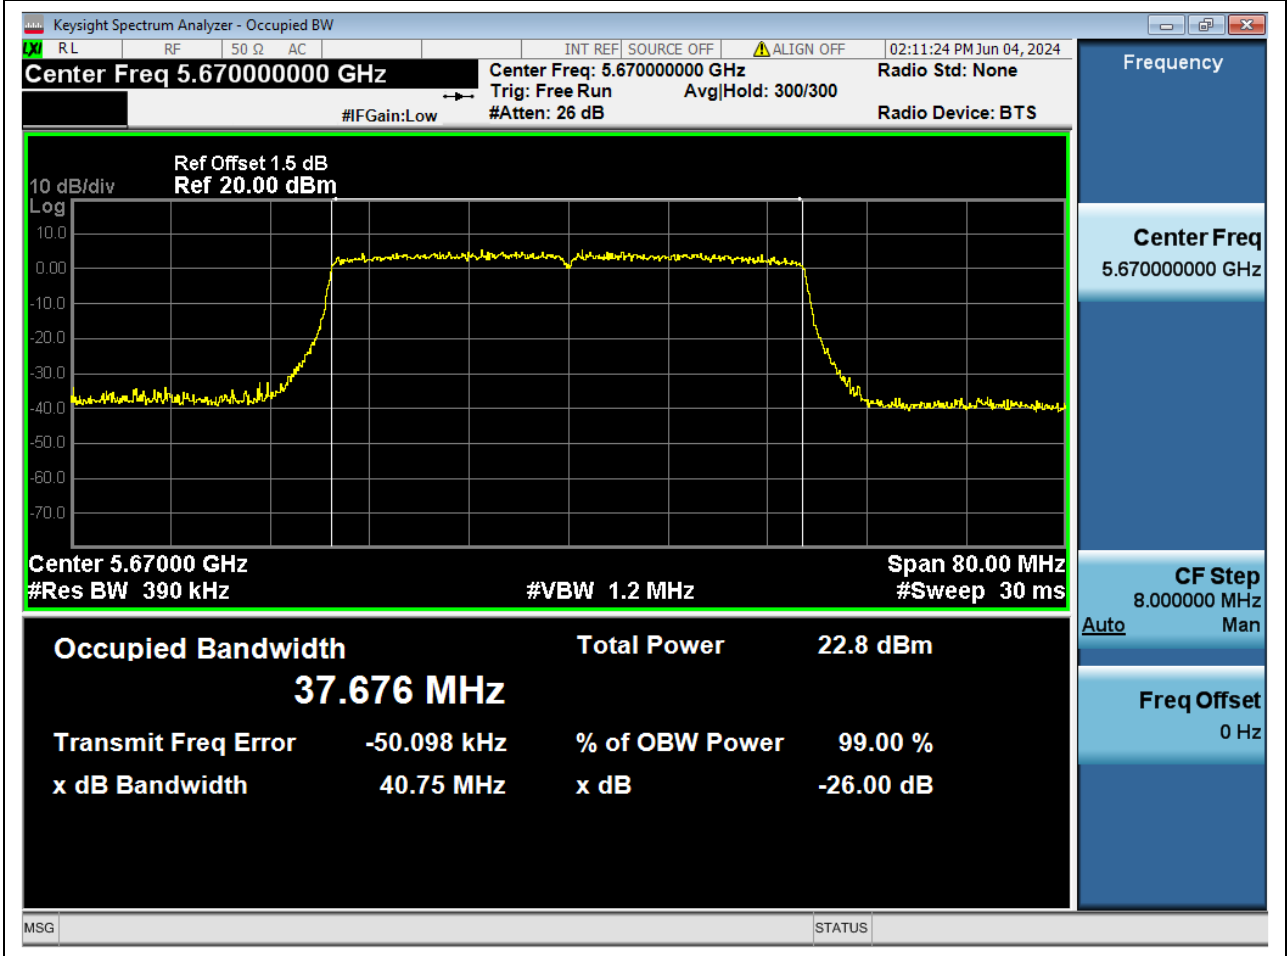 Keysight Spectrum Analyzer - Occupied BW
LXI RL RF 50 Ω AC INT REF SOURCE OFF ALIGN OFF 02:11:24 PM Jun 04, 2024
Center Freq 5.670000000 GHz
Center Freq: 5.670000000 GHz
Radio Std: None
Trig: Free Run Avg|Hold: 300/300
#IFGain:Low
#Atten: 26 dB
Radio Device: BTS
Ref Offset 1.5 dB
10 dB/div Ref 20.00 dBm
Log
10.0
0.00
-10.0
-20.0
-30.0
-40.0
-50.0
-60.0
-70.0
Center 5.67000 GHz Span 80.00 MHz
#Res BW 390 kHz #VBW 1.2 MHz #Sweep 30 ms
Occupied Bandwidth Total Power 22.8 dBm
37.676 MHz
Transmit Freq Error -50.098 kHz % of OBW Power 99.00 %
x dB Bandwidth 40.75 MHz x dB -26.00 dB
MSG STATUS
Frequency
Center Freq
5.670000000 GHz
CF Step
8.000000 MHz
Auto Man
Freq Offset
0 Hz